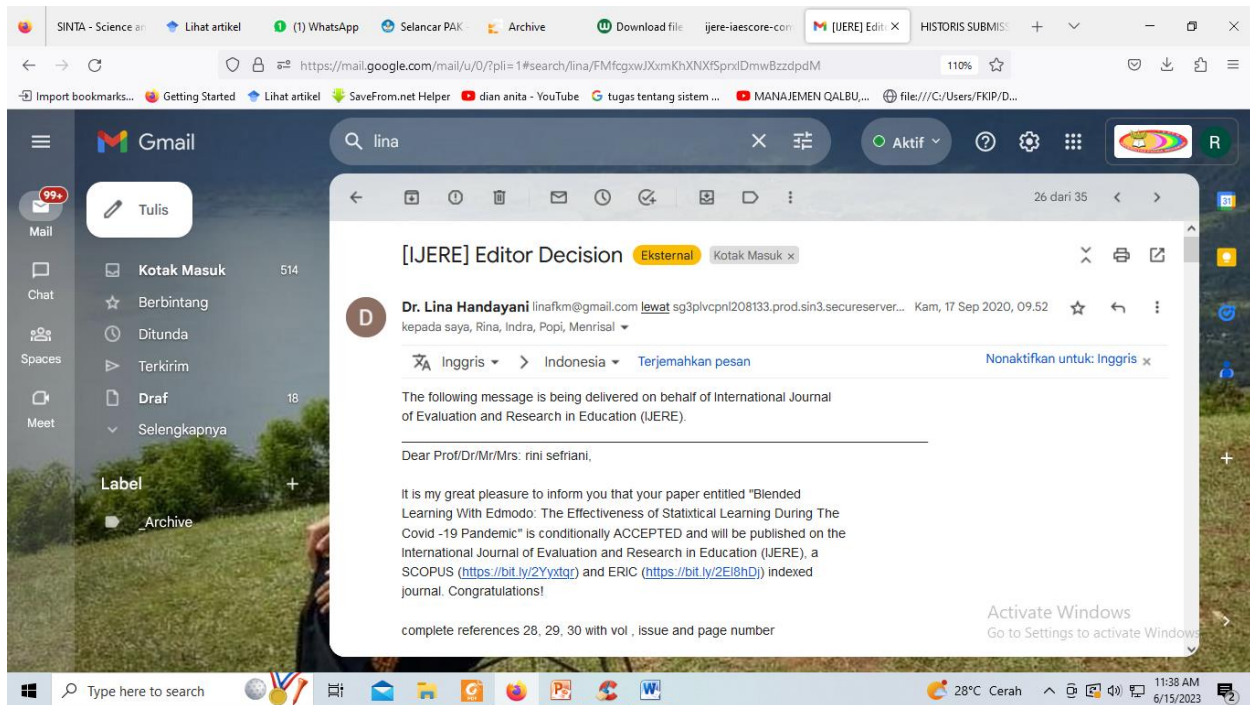 SINTA - Science an
Lihat artikel
(1) WhatsApp
Selancar PAK -
Archive
Download file
ijere-iaescore-com
[IJERE] Edit
HISTORIS SUBMISS
https://mail.google.com/mail/u/0/?pli=1#search/lina/FMfcgxwJXxmKhXNXfSprxlDmwBzzdpdM
110%
Import bookmarks...
Getting Started
Lihat artikel
SaveFrom.net Helper
dian anita - YouTube
tugas tentang sistem ...
MANAJEMEN QALBU,...
file:///C:/Users/FKIP/D...
Gmail
lina
Aktif
R
99+
Mail
Chat
Spaces
Meet
Tulis
Kotak Masuk 514
Berbintang
Ditunda
Terkirim
Draf 18
Selengkapnya
Label
_Archive
26 dari 35
31
[IJERE] Editor Decision Eksternal Kotak Masuk x
D
Dr. Lina Handayani linafkm@gmail.com lewat sg3plvcpnl208133.prod.sin3.secureserver... Kam, 17 Sep 2020, 09.52
kepada saya, Rina, Indra, Popi, Menrisal
Inggris > Indonesia Terjemahkan pesan Nonaktifkan untuk: Inggris x
The following message is being delivered on behalf of International Journal
of Evaluation and Research in Education (IJERE).
Dear Prof/Dr/Mr/Mrs: rini sefriani,
It is my great pleasure to inform you that your paper entitled "Blended
Learning With Edmodo: The Effectiveness of Statixtical Learning During The
Covid -19 Pandemic" is conditionally ACCEPTED and will be published on the
International Journal of Evaluation and Research in Education (IJERE), a
SCOPUS (https://bit.ly/2Yyxtqr) and ERIC (https://bit.ly/2EI8hDj) indexed
journal. Congratulations!
complete references 28, 29, 30 with vol , issue and page number
Activate Windows
Go to Settings to activate Windows
Type here to search
28°C Cerah
11:38 AM
6/15/2023
2